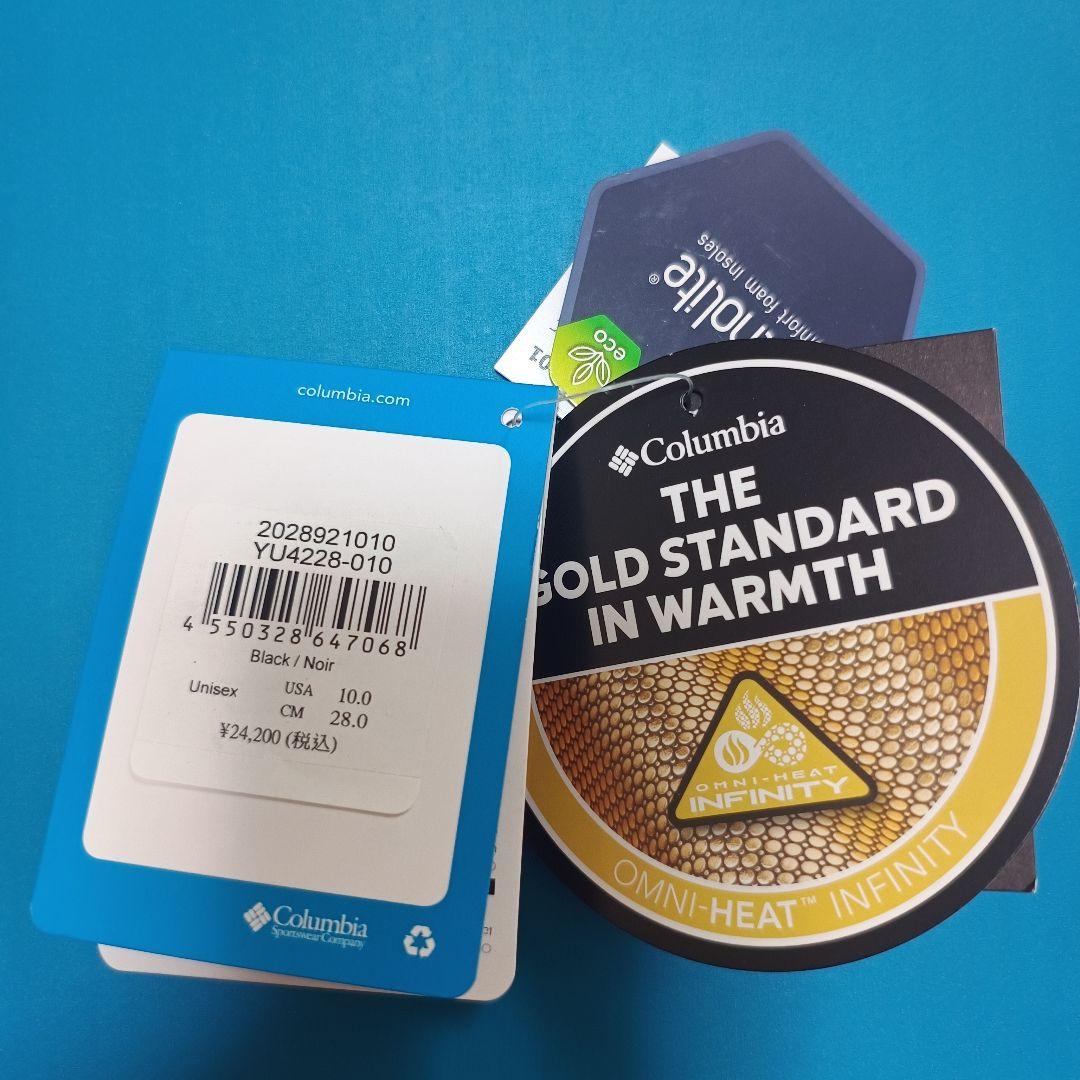 columbia.com
2028921010
YU4228-010
4 550328 647068
Black / Noir
Unisex USA 10.0
CM 28.0
¥24,200 (税込)
Columbia
Sportswear Company
foam insoles
®
eco
Columbia
THE
GOLD STANDARD
IN WARMTH
OMNI-HEAT
INFINITY
OMNI-HEAT™ INFINITY